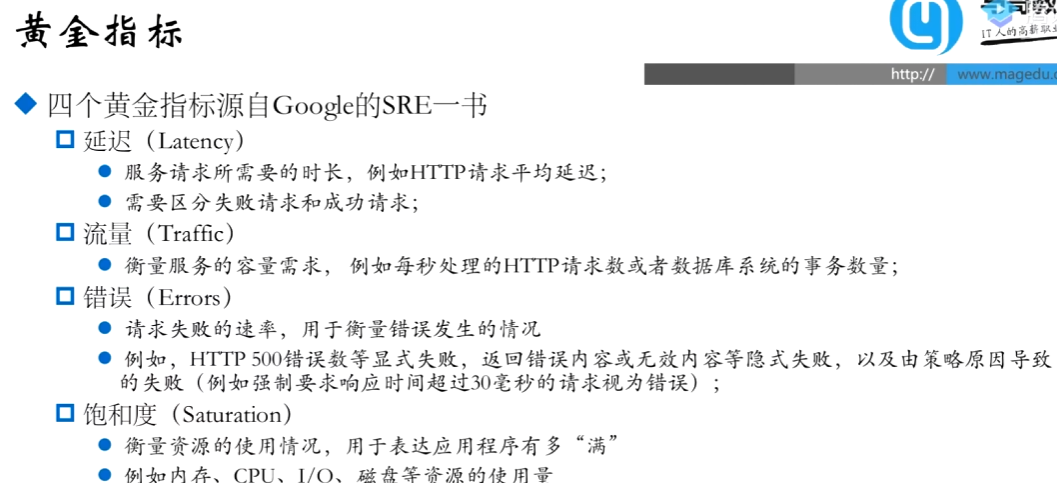 黄金指标
IT人的高薪职业
http:// www.magedu.c
四个黄金指标源自Google的SRE一书
延迟（Latency）
服务请求所需要的时长，例如HTTP请求平均延迟；
需要区分失败请求和成功请求；
流量（Traffic）
衡量服务的容量需求， 例如每秒处理的HTTP请求数或者数据库系统的事务数量；
错误（Errors）
请求失败的速率，用于衡量错误发生的情况
例如，HTTP 500错误数等显式失败，返回错误内容或无效内容等隐式失败，以及由策略原因导致
的失败（例如强制要求响应时间超过30毫秒的请求视为错误）；
饱和度（Saturation）
衡量资源的使用情况，用于表达应用程序有多“满”
例如内存、CPU、I/O、磁盘等资源的使用量